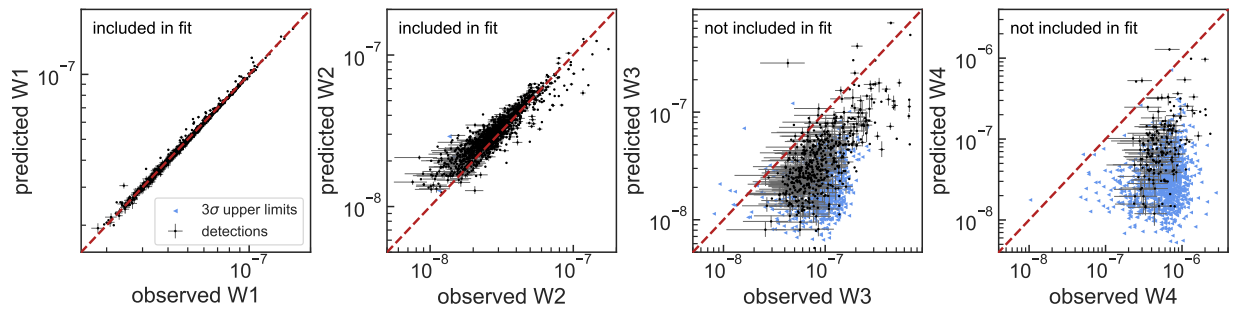 included in fit
predicted W1
10⁻⁷
3σ upper limits
detections
10⁻⁷
observed W1
included in fit
predicted W2
10⁻⁷
10⁻⁸
10⁻⁸ 10⁻⁷
observed W2
not included in fit
predicted W3
10⁻⁷
10⁻⁸
10⁻⁸ 10⁻⁷
observed W3
not included in fit
predicted W4
10⁻⁶
10⁻⁷
10⁻⁸
10⁻⁸ 10⁻⁷ 10⁻⁶
observed W4